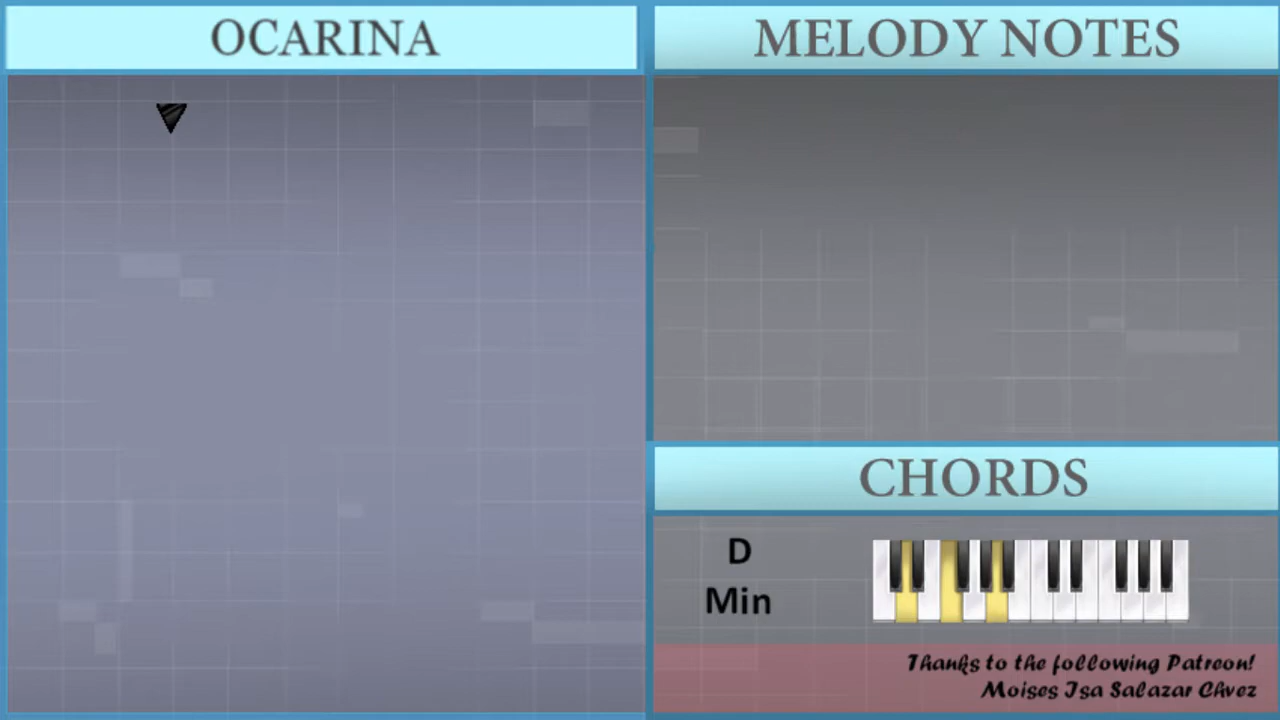 OCARINA
MELODY NOTES
CHORDS
D
Min
Thanks to the following Patreon!
Moises Isa Salazar Chvez